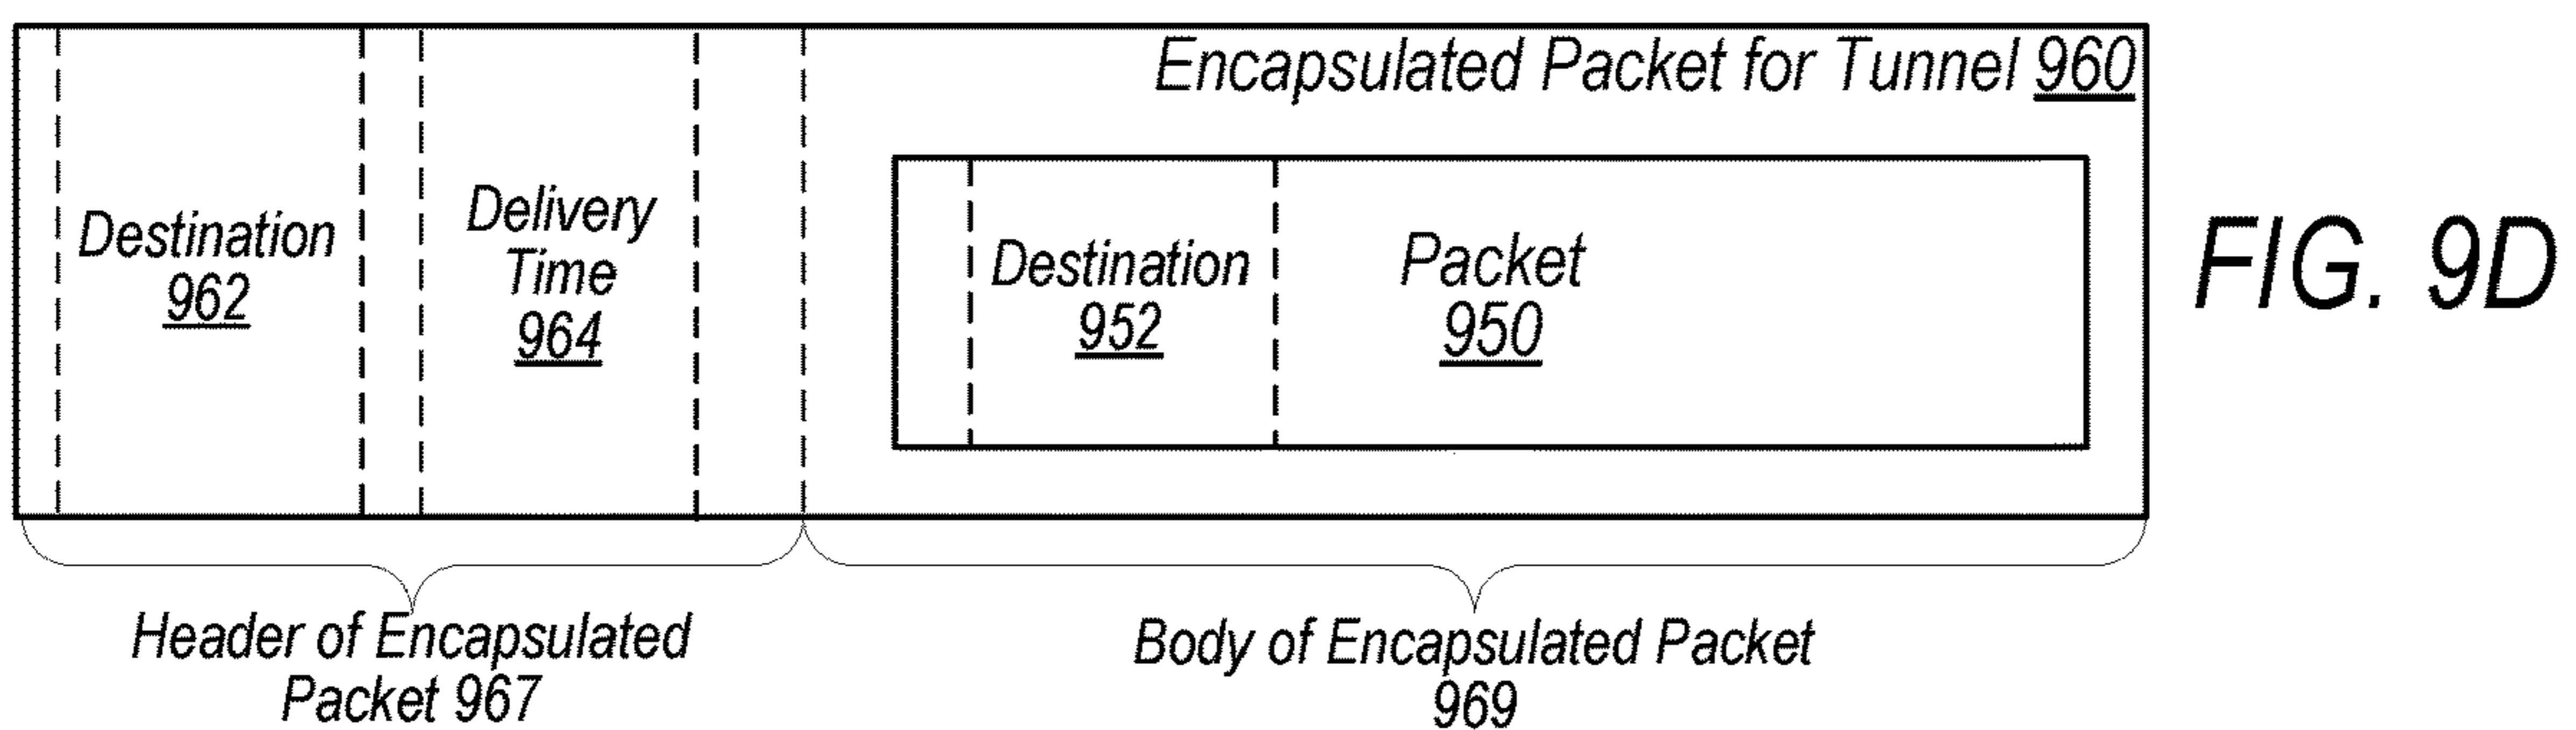 Encapsulated Packet for Tunnel 960
Destination
962
Delivery
Time
964
Destination
952
Packet
950
FIG. 9D
Header of Encapsulated
Packet 967
Body of Encapsulated Packet
969